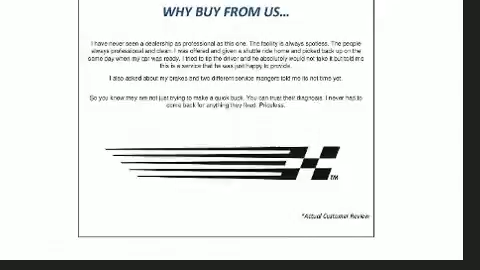 WHY BUY FROM US...
I have never seen a dealership as professional as this one. The facility is always spotless. The people
always professional and clean. I was offered and given a shuttle ride home and picked back up on the
same day when my car was ready. I tried to tip the driver and he absolutely would not take it but told me
this is a service that he was just happy to provide.
I also asked about my brakes and two different service mangers told me its not time yet.
So you know they are not just trying to make a quick buck. You can trust their diagnosis. I never had to
come back for anything they fixed. Priceless.
TM
*Actual Customer Review